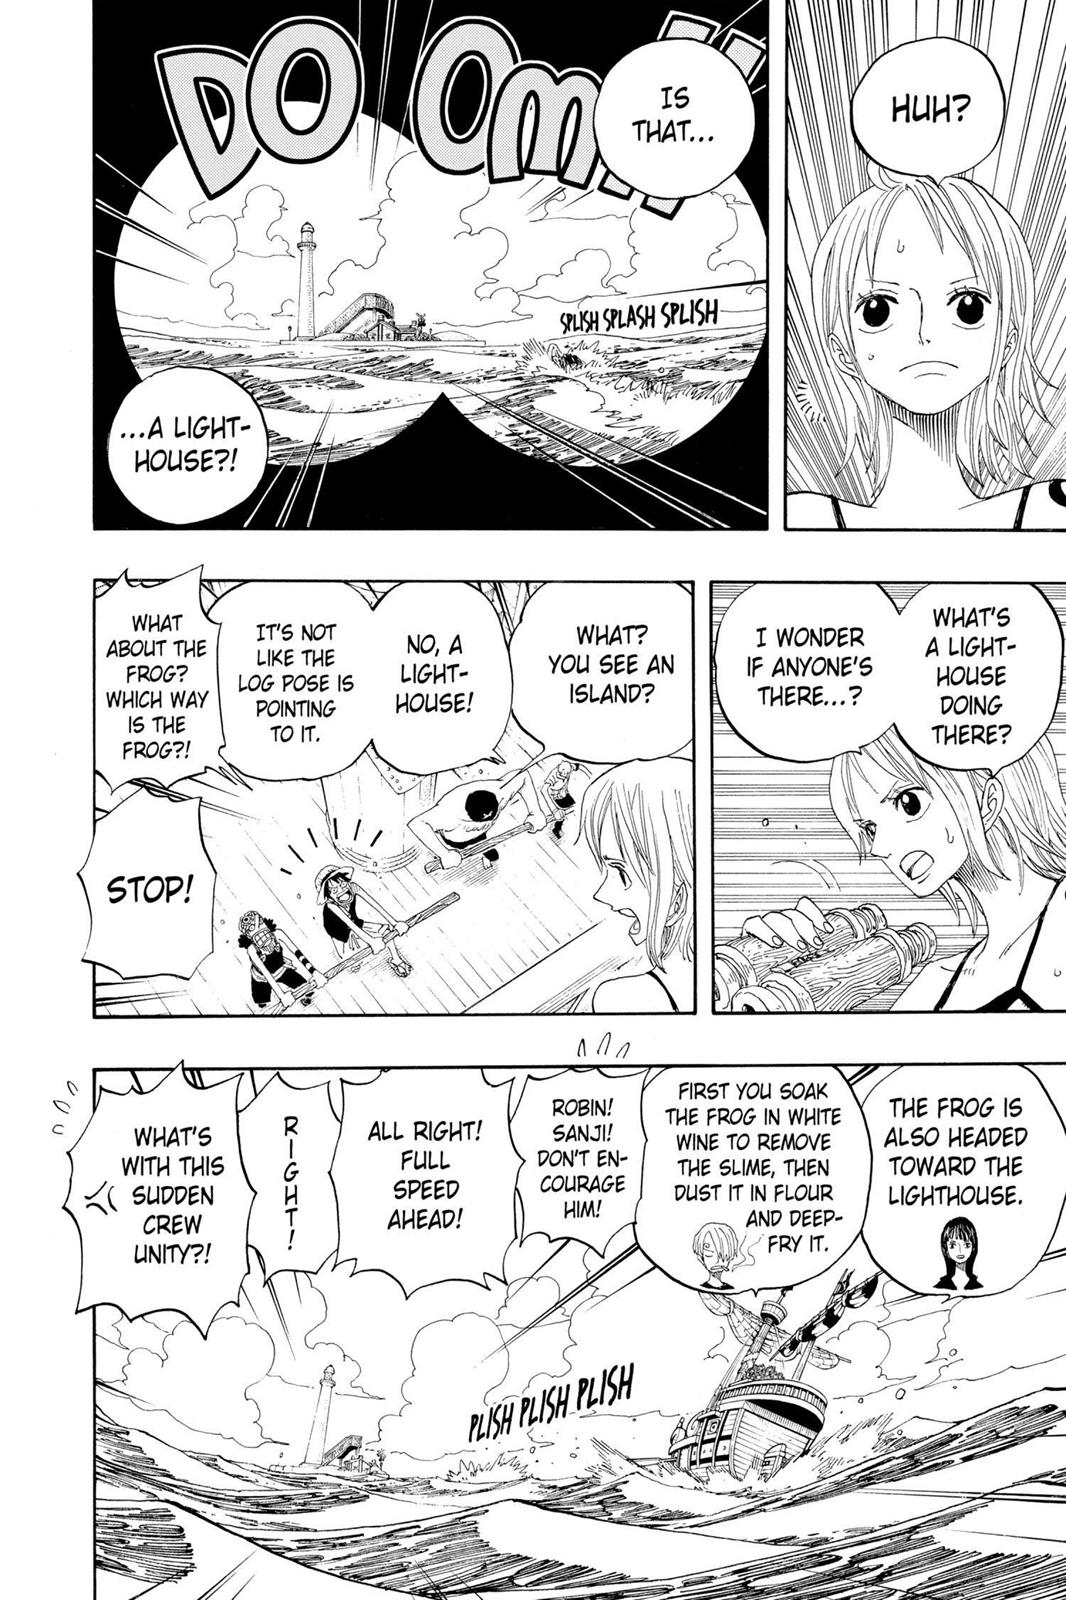 HUH?
DOOM!!
IS
THAT...
SPLISH SPLASH SPLISH
...A LIGHT-
HOUSE?!
WHAT'S
A LIGHT-
HOUSE
DOING
THERE?
I WONDER
IF ANYONE'S
THERE...?
WHAT?
YOU SEE AN
ISLAND?
NO, A
LIGHT-
HOUSE!
IT'S NOT
LIKE THE
LOG POSE IS
POINTING
TO IT.
WHAT
ABOUT THE
FROG?
WHICH WAY
IS THE
FROG?!
STOP!
THE FROG IS
ALSO HEADED
TOWARD THE
LIGHTHOUSE.
FIRST YOU SOAK
THE FROG IN WHITE
WINE TO REMOVE
THE SLIME, THEN
DUST IT IN FLOUR
AND DEEP-
FRY IT.
ROBIN!
SANJI!
DON'T EN-
COURAGE
HIM!
ALL RIGHT!
FULL
SPEED
AHEAD!
RIGHT!
WHAT'S
WITH THIS
SUDDEN
CREW
UNITY?!
PLISH PLISH PLISH